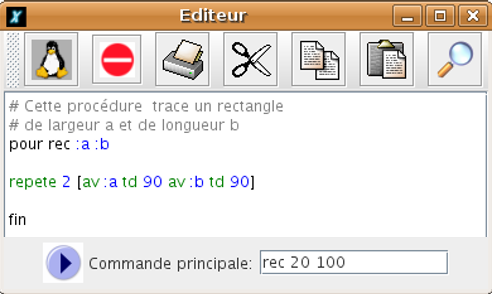 Editeur
# Cette procédure  trace un rectangle
# de largeur a et de longueur b
pour rec :a :b
repete 2 [av :a td 90 av :b td 90]
fin
Commande principale: rec 20 100